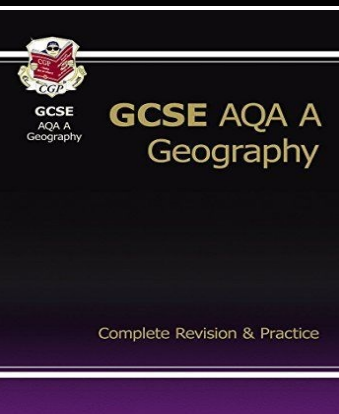 CGP
GCSE
AQA A
Geography
GCSE AQA A
Geography
Complete Revision & Practice